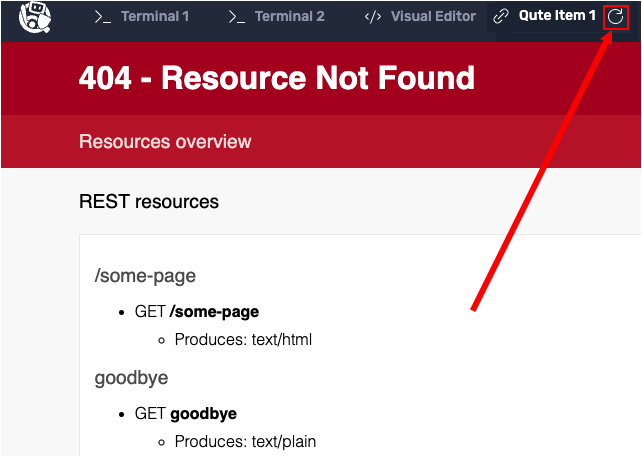 Terminal 1 Terminal 2 Visual Editor Qute Item 1
404 - Resource Not Found
Resources overview
REST resources
/some-page
GET /some-page
Produces: text/html
goodbye
GET goodbye
Produces: text/plain